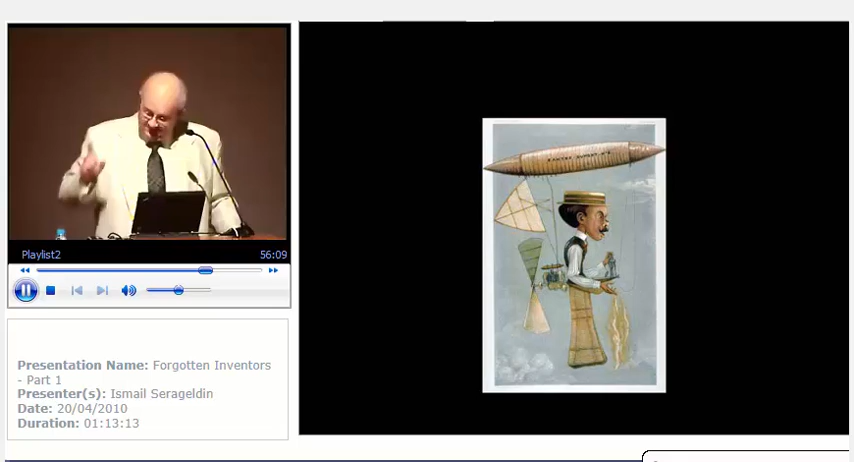 Playlist2
56:09
Presentation Name: Forgotten Inventors
- Part 1
Presenter(s): Ismail Serageldin
Date: 20/04/2010
Duration: 01:13:13